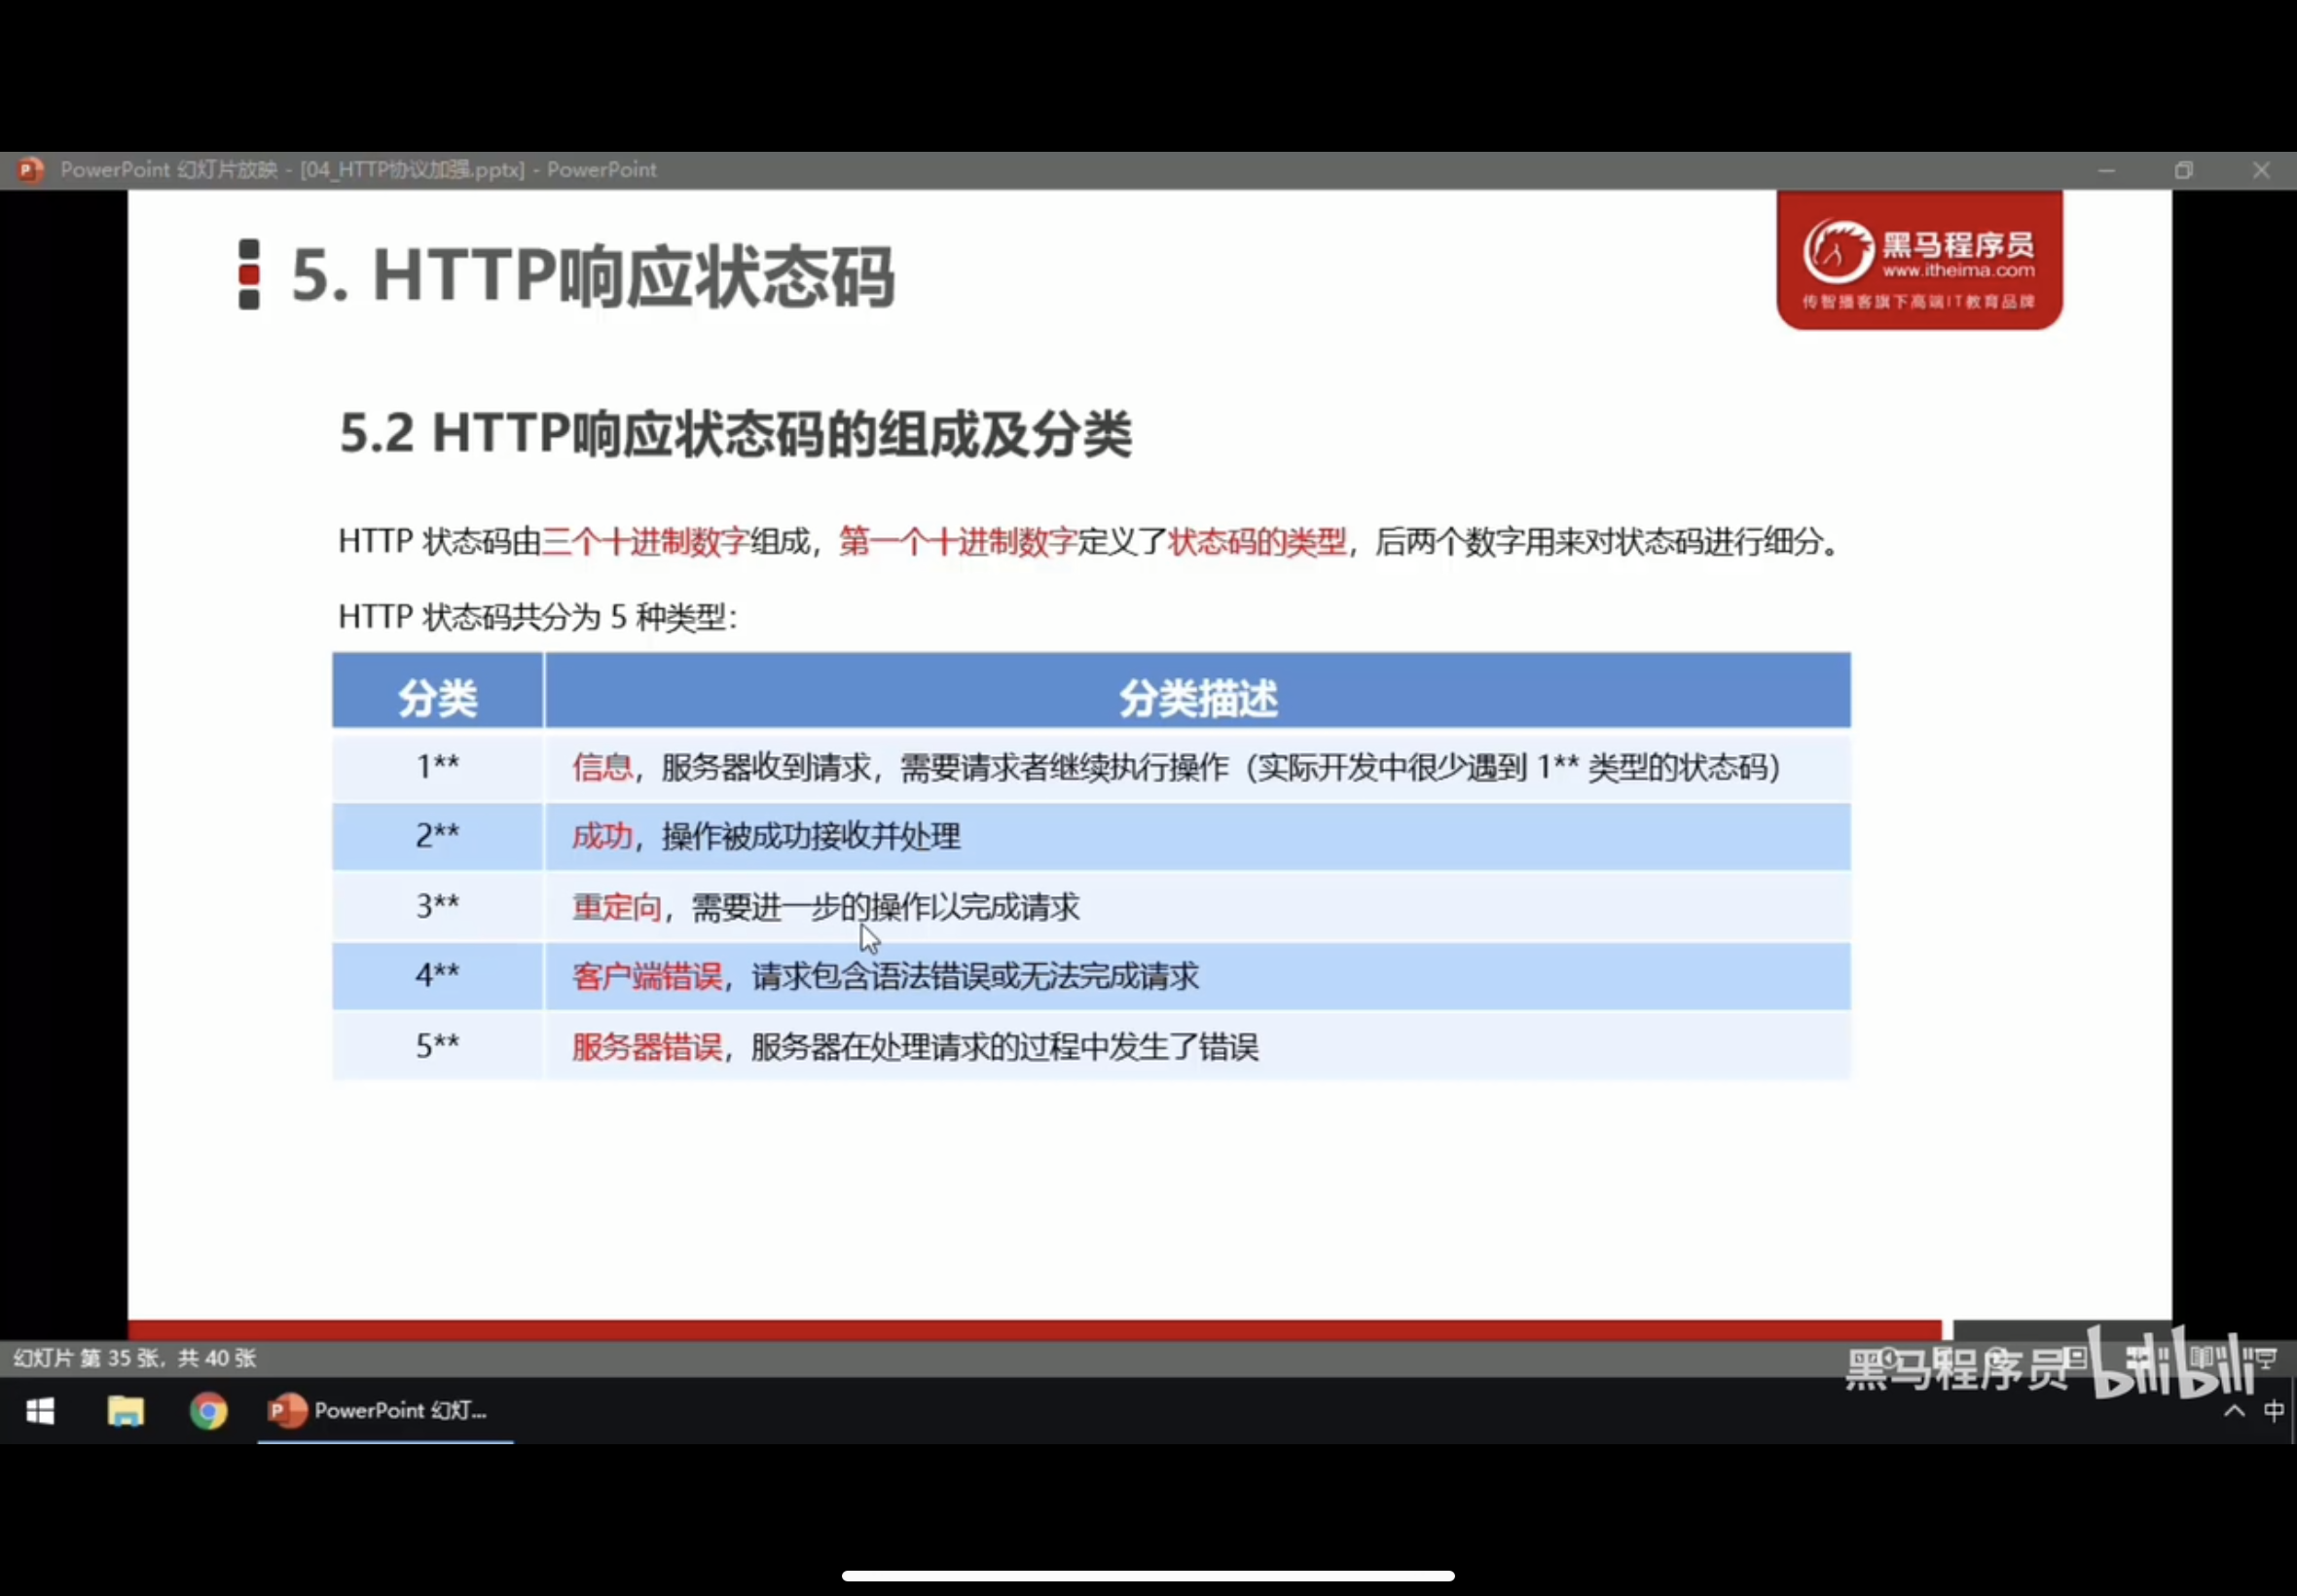 PowerPoint 幻灯片放映 - [04_HTTP协议加强.pptx] - PowerPoint
5. HTTP响应状态码
黑马程序员
www.itheima.com
传智播客旗下高端IT教育品牌
5.2 HTTP响应状态码的组成及分类
HTTP 状态码由三个十进制数字组成，第一个十进制数字定义了状态码的类型，后两个数字用来对状态码进行细分。
HTTP 状态码共分为 5 种类型：
分类 分类描述
1** 信息，服务器收到请求，需要请求者继续执行操作（实际开发中很少遇到 1** 类型的状态码）
2** 成功，操作被成功接收并处理
3** 重定向，需要进一步的操作以完成请求
4** 客户端错误，请求包含语法错误或无法完成请求
5** 服务器错误，服务器在处理请求的过程中发生了错误
幻灯片 第 35 张，共 40 张
黑马程序员 bilibili
PowerPoint 幻灯...
中